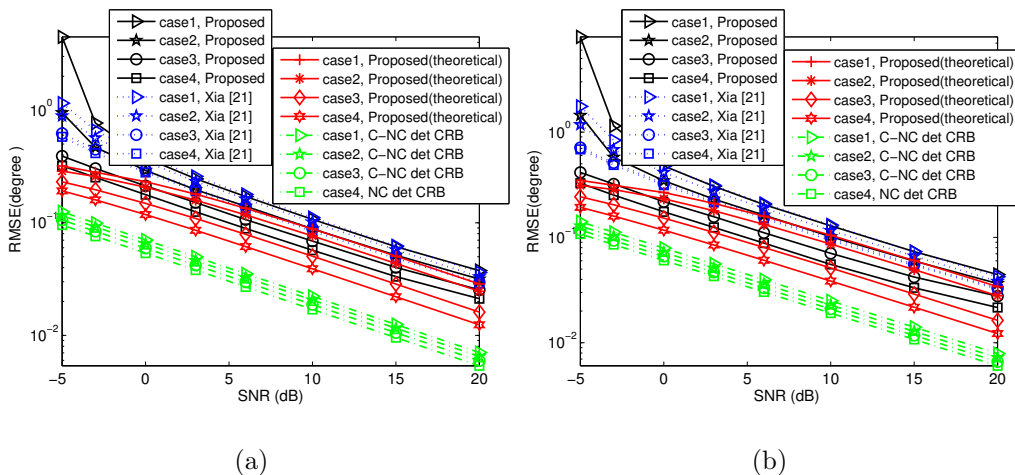 case1, Proposed
case2, Proposed
case3, Proposed
case4, Proposed
case1, Xia [21]
case2, Xia [21]
case3, Xia [21]
case4, Xia [21]
case1, Proposed(theoretical)
case2, Proposed(theoretical)
case3, Proposed(theoretical)
case4, Proposed(theoretical)
case1, C−NC det CRB
case2, C−NC det CRB
case3, C−NC det CRB
case4, NC det CRB
10^0
10^−1
10^−2
RMSE(degree )
−5 0 5 10 15 20
SNR (dB)
(a)
case1, Proposed
case2, Proposed
case3, Proposed
case4, Proposed
case1, Xia [21]
case2, Xia [21]
case3, Xia [21]
case4, Xia [21]
case1, Proposed(theoretical)
case2, Proposed(theoretical)
case3, Proposed(theoretical)
case4, Proposed(theoretical)
case1, C−NC det CRB
case2, C−NC det CRB
case3, C−NC det CRB
case4, NC det CRB
10^0
10^−1
10^−2
RMSE(degree)
−5 0 5 10 15 20
SNR (dB)
(b)